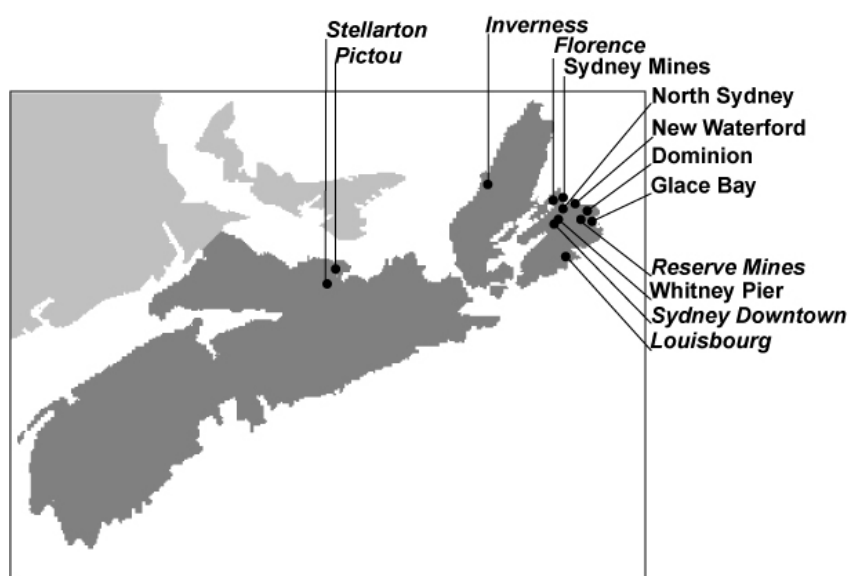 Stellarton
Pictou
Inverness
Florence
Sydney Mines
North Sydney
New Waterford
Dominion
Glace Bay
Reserve Mines
Whitney Pier
Sydney Downtown
Louisbourg